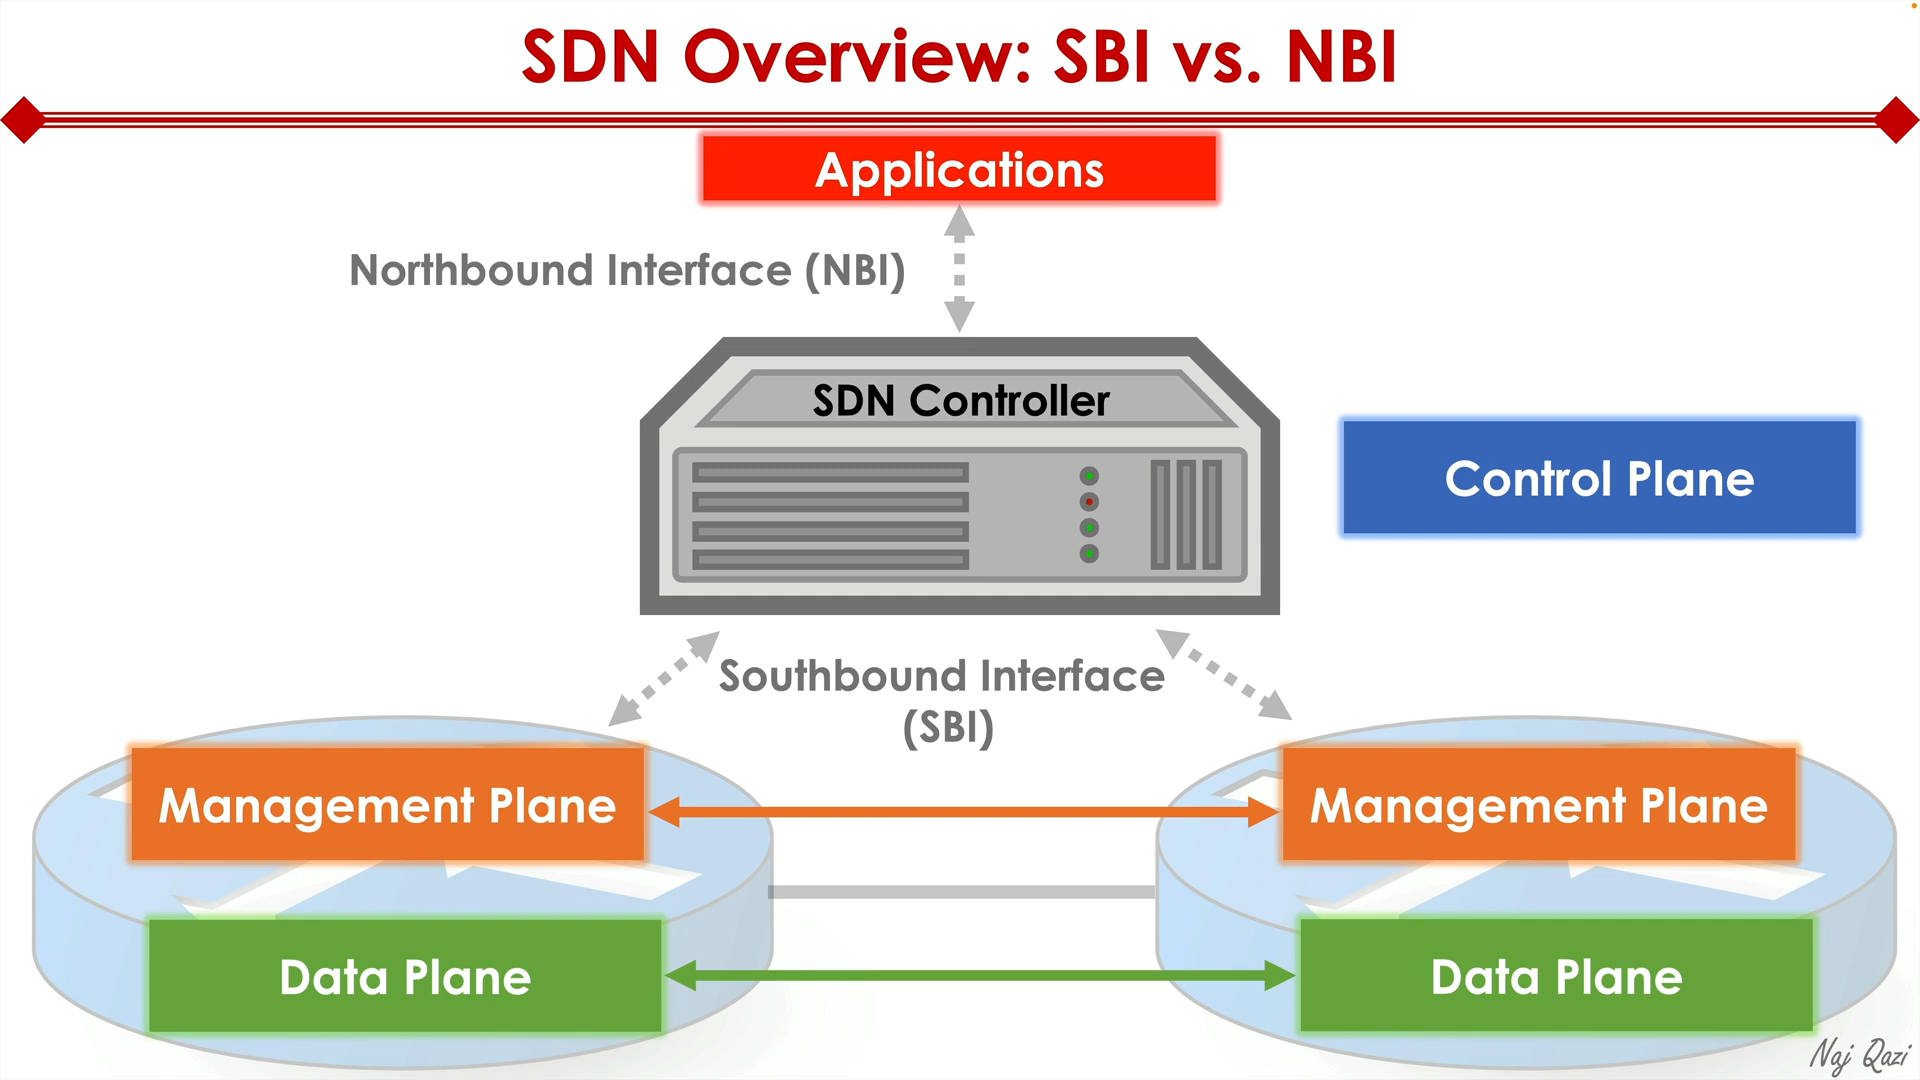 SDN Overview: SBI vs. NBI
Applications
Northbound Interface (NBI)
SDN Controller
Control Plane
Southbound Interface
(SBI)
Management Plane
Management Plane
Data Plane
Data Plane
Naj Qazi